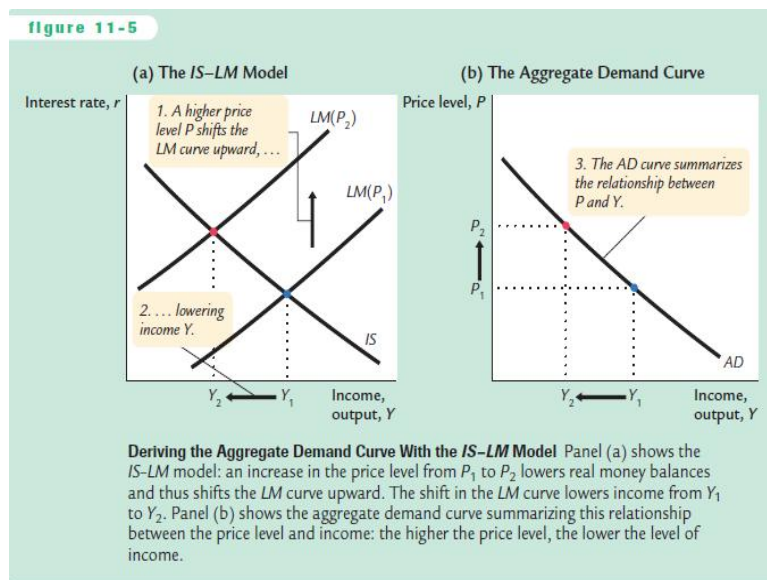 figure 11-5
(a) The IS–LM Model
Interest rate, r
1. A higher price
level P shifts the
LM curve upward, . . .
LM(P₂)
LM(P₁)
2. . . . lowering
income Y.
IS
Y₂
Y₁
Income,
output, Y
(b) The Aggregate Demand Curve
Price level, P
3. The AD curve summarizes
the relationship between
P and Y.
P₂
P₁
AD
Y₂
Y₁
Income,
output, Y
Deriving the Aggregate Demand Curve With the IS–LM Model Panel (a) shows the
IS–LM model: an increase in the price level from P₁ to P₂ lowers real money balances
and thus shifts the LM curve upward. The shift in the LM curve lowers income from Y₁
to Y₂. Panel (b) shows the aggregate demand curve summarizing this relationship
between the price level and income: the higher the price level, the lower the level of
income.